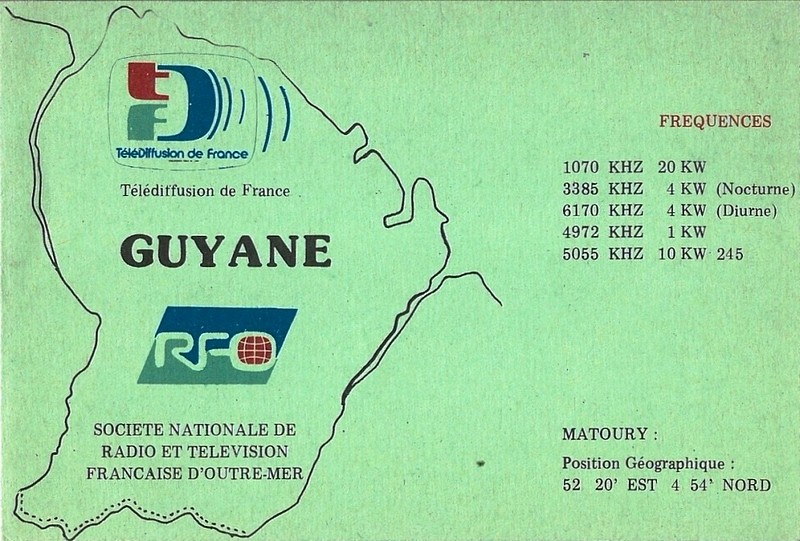 TéléDiffusion de France
Télédiffusion de France
GUYANE
RFO
SOCIETE NATIONALE DE
RADIO ET TELEVISION
FRANCAISE D'OUTRE-MER
FREQUENCES
1070 KHZ 20 KW
3385 KHZ 4 KW (Nocturne)
6170 KHZ 4 KW (Diurne)
4972 KHZ 1 KW
5055 KHZ 10 KW 245
MATOURY :
Position Géographique :
52 20' EST 4 54' NORD